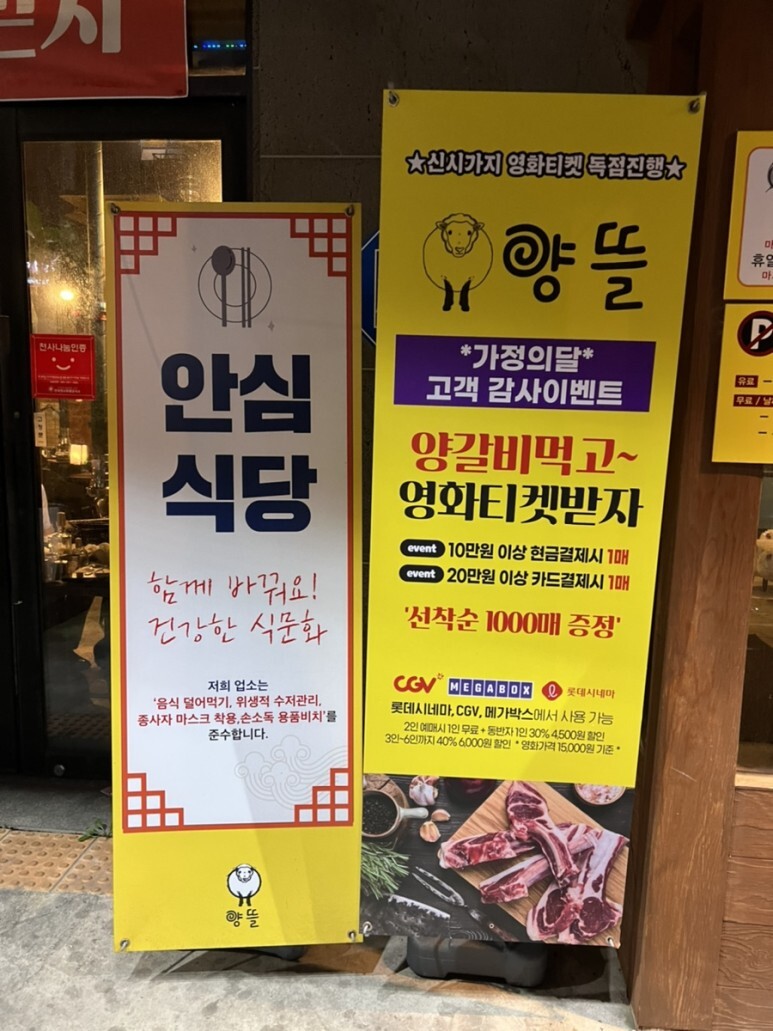 받시
천사나눔인증
안심
식당
함께 바꿔요!
건강한 식문화
저희 업소는
'음식 덜어먹기, 위생적 수저관리,
종사자 마스크 착용,손소독 용품비치'를
준수합니다.
양뜰
★신시가지 영화티켓 독점진행★
양뜰
*가정의달*
고객 감사이벤트
양갈비먹고~
영화티켓받자
event 10만원 이상 현금결제시 1매
event 20만원 이상 카드결제시 1매
'선착순 1000매 증정'
CGV MEGABOX 롯데시네마
롯데시네마, CGV, 메가박스에서 사용 가능
2인 예매시 1인 무료 + 동반자 1인 30% 4,500원 할인
3인~6인까지 40% 6,000원 할인 * 영화가격 15,000원 기준 *
마
휴일
마
P
유료
무료 /